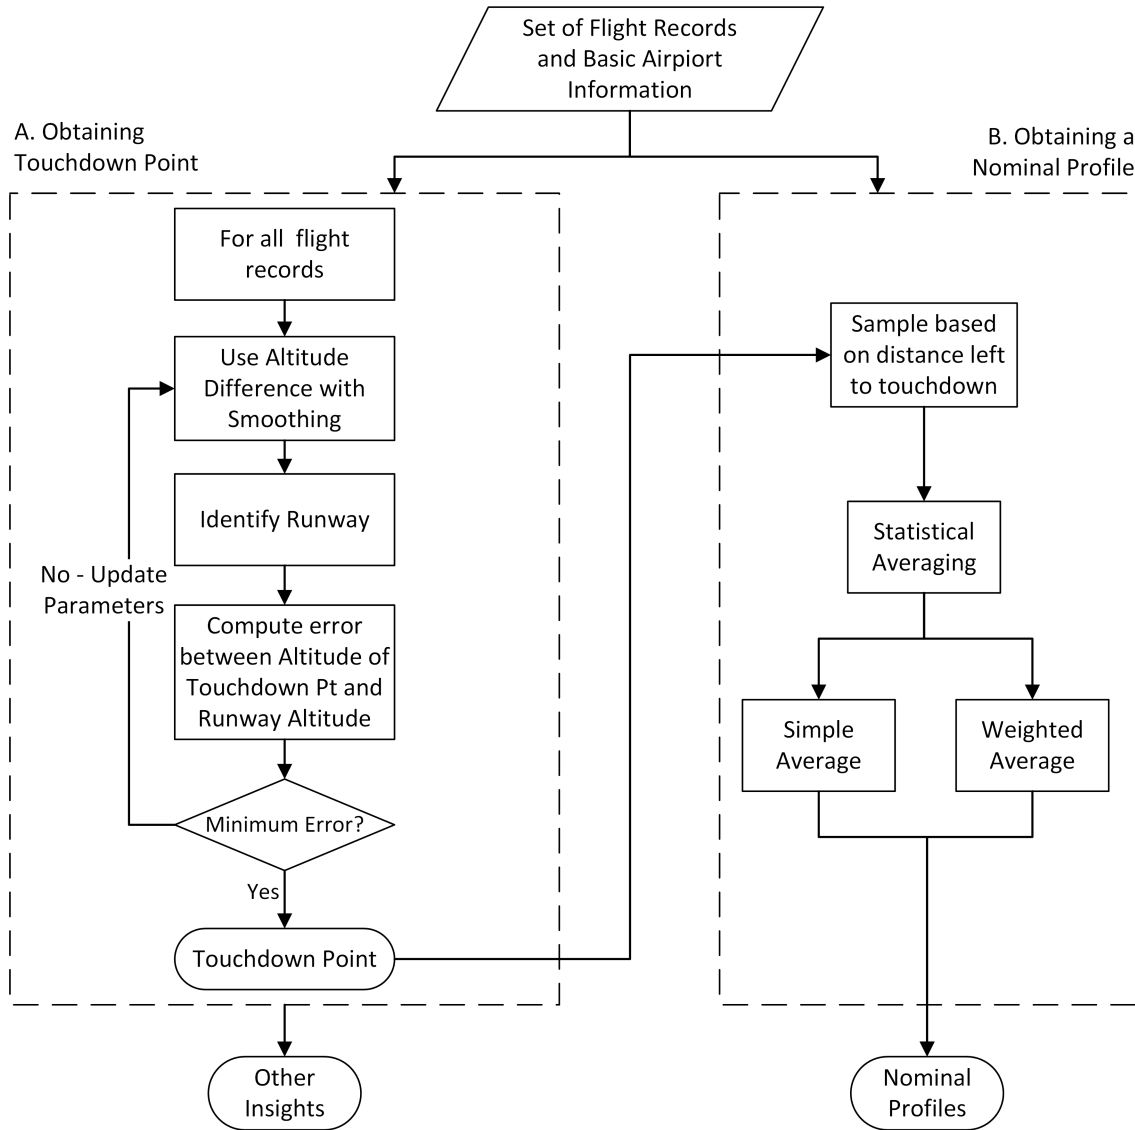 Set of Flight Records
and Basic Airpiort
Information
A. Obtaining
Touchdown Point
B. Obtaining a
Nominal Profile
For all flight
records
Use Altitude
Difference with
Smoothing
Identify Runway
No - Update
Parameters
Compute error
between Altitude of
Touchdown Pt and
Runway Altitude
Minimum Error?
Yes
Touchdown Point
Other
Insights
Sample based
on distance left
to touchdown
Statistical
Averaging
Simple
Average
Weighted
Average
Nominal
Profiles